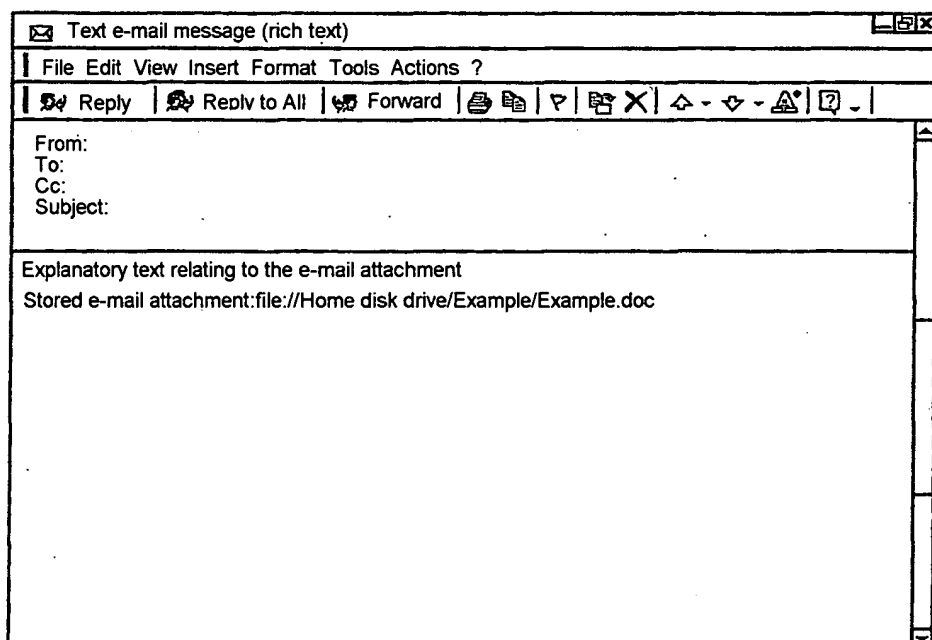 Text e-mail message (rich text)
File Edit View Insert Format Tools Actions ?
Reply Reply to All Forward
From:
To:
Cc:
Subject:
Explanatory text relating to the e-mail attachment
Stored e-mail attachment:file://Home disk drive/Example/Example.doc